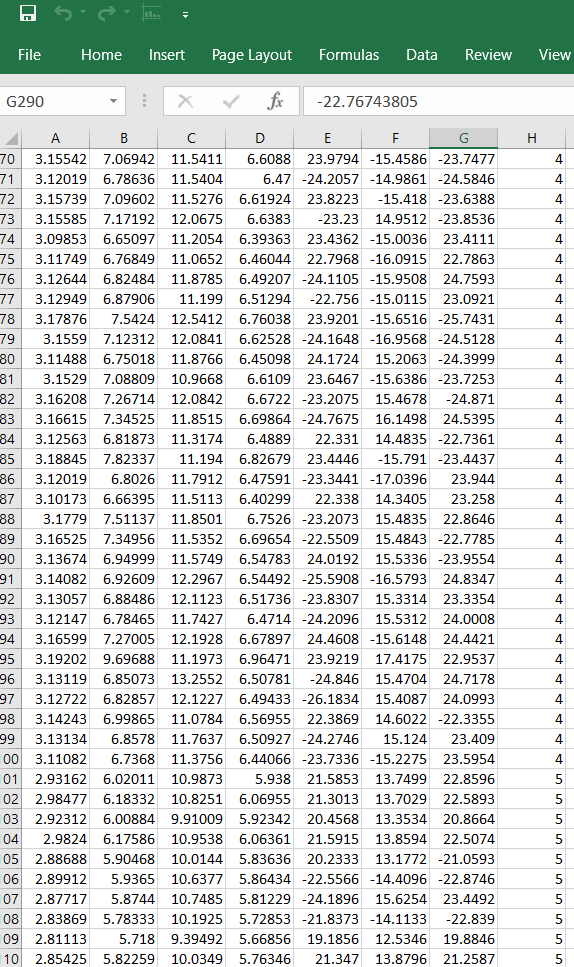 File Home Insert Page Layout Formulas Data Review View
G290 fx -22.76743805
A B C D E F G H
70 3.15542 7.06942 11.5411 6.6088 23.9794 -15.4586 -23.7477 4
71 3.12019 6.78636 11.5404 6.47 -24.2057 -14.9861 -24.5846 4
72 3.15739 7.09602 11.5276 6.61924 23.8223 -15.418 -23.6388 4
73 3.15585 7.17192 12.0675 6.6383 -23.23 14.9512 -23.8536 4
74 3.09853 6.65097 11.2054 6.39363 23.4362 -15.0036 23.4111 4
75 3.11749 6.76849 11.0652 6.46044 22.7968 -16.0915 22.7863 4
76 3.12644 6.82484 11.8785 6.49207 -24.1105 -15.9508 24.7593 4
77 3.12949 6.87906 11.199 6.51294 -22.756 -15.0115 23.0921 4
78 3.17876 7.5424 12.5412 6.76038 23.9201 -15.6516 -25.7431 4
79 3.1559 7.12312 12.0841 6.62528 -24.1648 -16.9568 -24.5128 4
80 3.11488 6.75018 11.8766 6.45098 24.1724 15.2063 -24.3999 4
81 3.1529 7.08809 10.9668 6.6109 23.6467 -15.6386 -23.7253 4
82 3.16208 7.26714 12.0842 6.6722 -23.2075 15.4678 -24.871 4
83 3.16615 7.34525 11.8515 6.69864 -24.7675 16.1498 24.5395 4
84 3.12563 6.81873 11.3174 6.4889 22.331 14.4835 -22.7361 4
85 3.18845 7.82337 11.194 6.82679 23.4446 -15.791 -23.4437 4
86 3.12019 6.8026 11.7912 6.47591 -23.3441 -17.0396 23.944 4
87 3.10173 6.66395 11.5113 6.40299 22.338 14.3405 23.258 4
88 3.1779 7.51137 11.8501 6.7526 -23.2073 15.4835 22.8646 4
89 3.16525 7.34956 11.5352 6.69654 -22.5509 15.4843 -22.7785 4
90 3.13674 6.94999 11.5749 6.54783 24.0192 15.5336 -23.9554 4
91 3.14082 6.92609 12.2967 6.54492 -25.5908 -16.5793 24.8347 4
92 3.13057 6.88486 12.1123 6.51736 -23.8307 15.3314 23.3354 4
93 3.12147 6.78465 11.7427 6.4714 -24.2096 15.5312 24.0008 4
94 3.16599 7.27005 12.1928 6.67897 24.4608 -15.6148 24.4421 4
95 3.19202 9.69688 11.1973 6.96471 23.9219 17.4175 22.9537 4
96 3.13119 6.85073 13.2552 6.50781 -24.846 15.4704 24.7178 4
97 3.12722 6.82857 12.1227 6.49433 -26.1834 15.4087 24.0993 4
98 3.14243 6.99865 11.0784 6.56955 22.3869 14.6022 -22.3355 4
99 3.13134 6.8578 11.7637 6.50927 -24.2746 15.124 23.409 4
100 3.11082 6.7368 11.3756 6.44066 -23.7336 -15.2275 23.5954 4
101 2.93162 6.02011 10.9873 5.938 21.5853 13.7499 22.8596 5
102 2.98477 6.18332 10.8251 6.06955 21.3013 13.7029 22.5893 5
103 2.92312 6.00884 9.91009 5.92342 20.4568 13.3534 20.8664 5
04 2.9824 6.17586 10.9538 6.06361 21.5915 13.8594 22.5074 5
05 2.88688 5.90468 10.0144 5.83636 20.2333 13.1772 -21.0593 5
06 2.89912 5.9365 10.6377 5.86434 -22.5566 -14.4096 -22.8746 5
107 2.87717 5.8744 10.7485 5.81229 -24.1896 15.6254 23.4492 5
108 2.83869 5.78333 10.1925 5.72853 -21.8373 -14.1133 -22.839 5
109 2.81113 5.718 9.39492 5.66856 19.1856 12.5346 19.8846 5
110 2.85425 5.82259 10.0349 5.76346 21.347 13.8796 21.2587 5